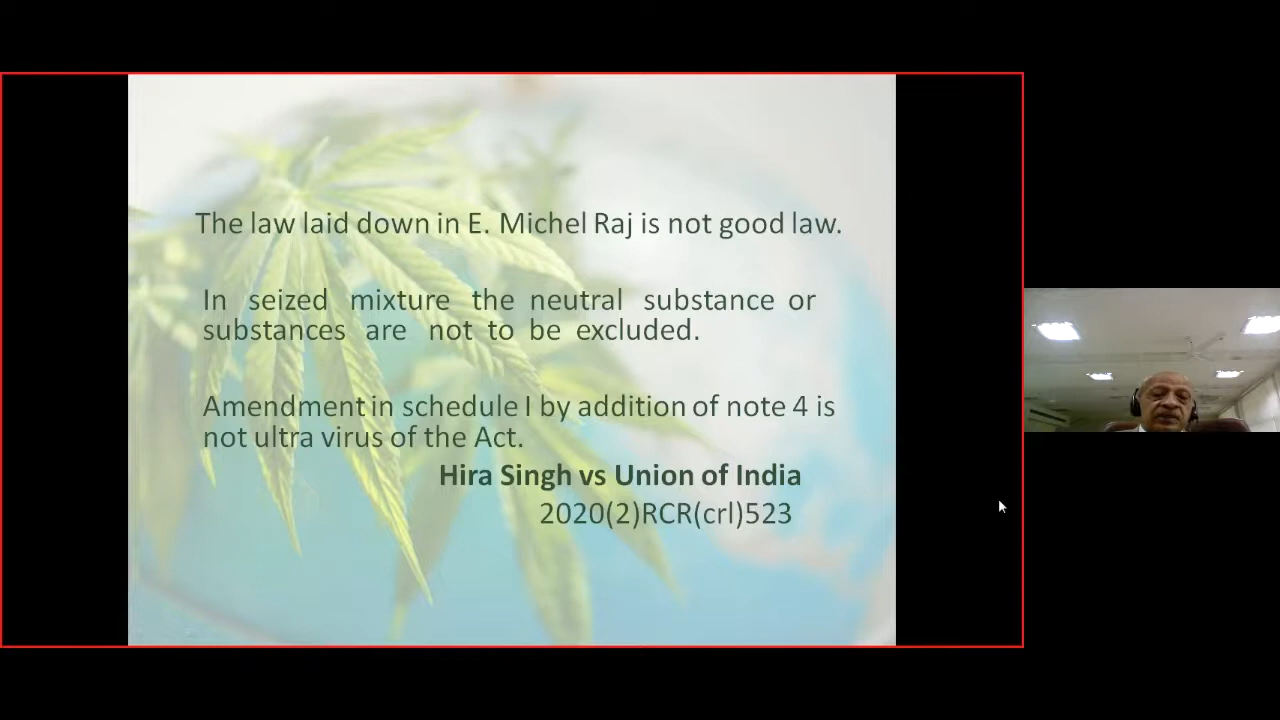 The law laid down in E. Michel Raj is not good law.
In seized mixture the neutral substance or
substances are not to be excluded.
Amendment in schedule I by addition of note 4 is
not ultra virus of the Act.
Hira Singh vs Union of India
2020(2)RCR(crl)523